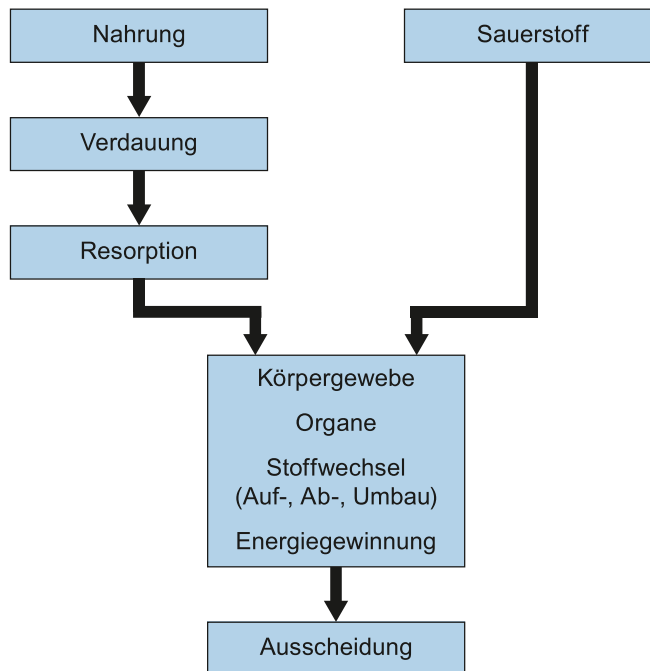 Nahrung
Sauerstoff
Verdauung
Resorption
Körpergewebe
Organe
Stoffwechsel
(Auf-, Ab-, Umbau)
Energiegewinnung
Ausscheidung